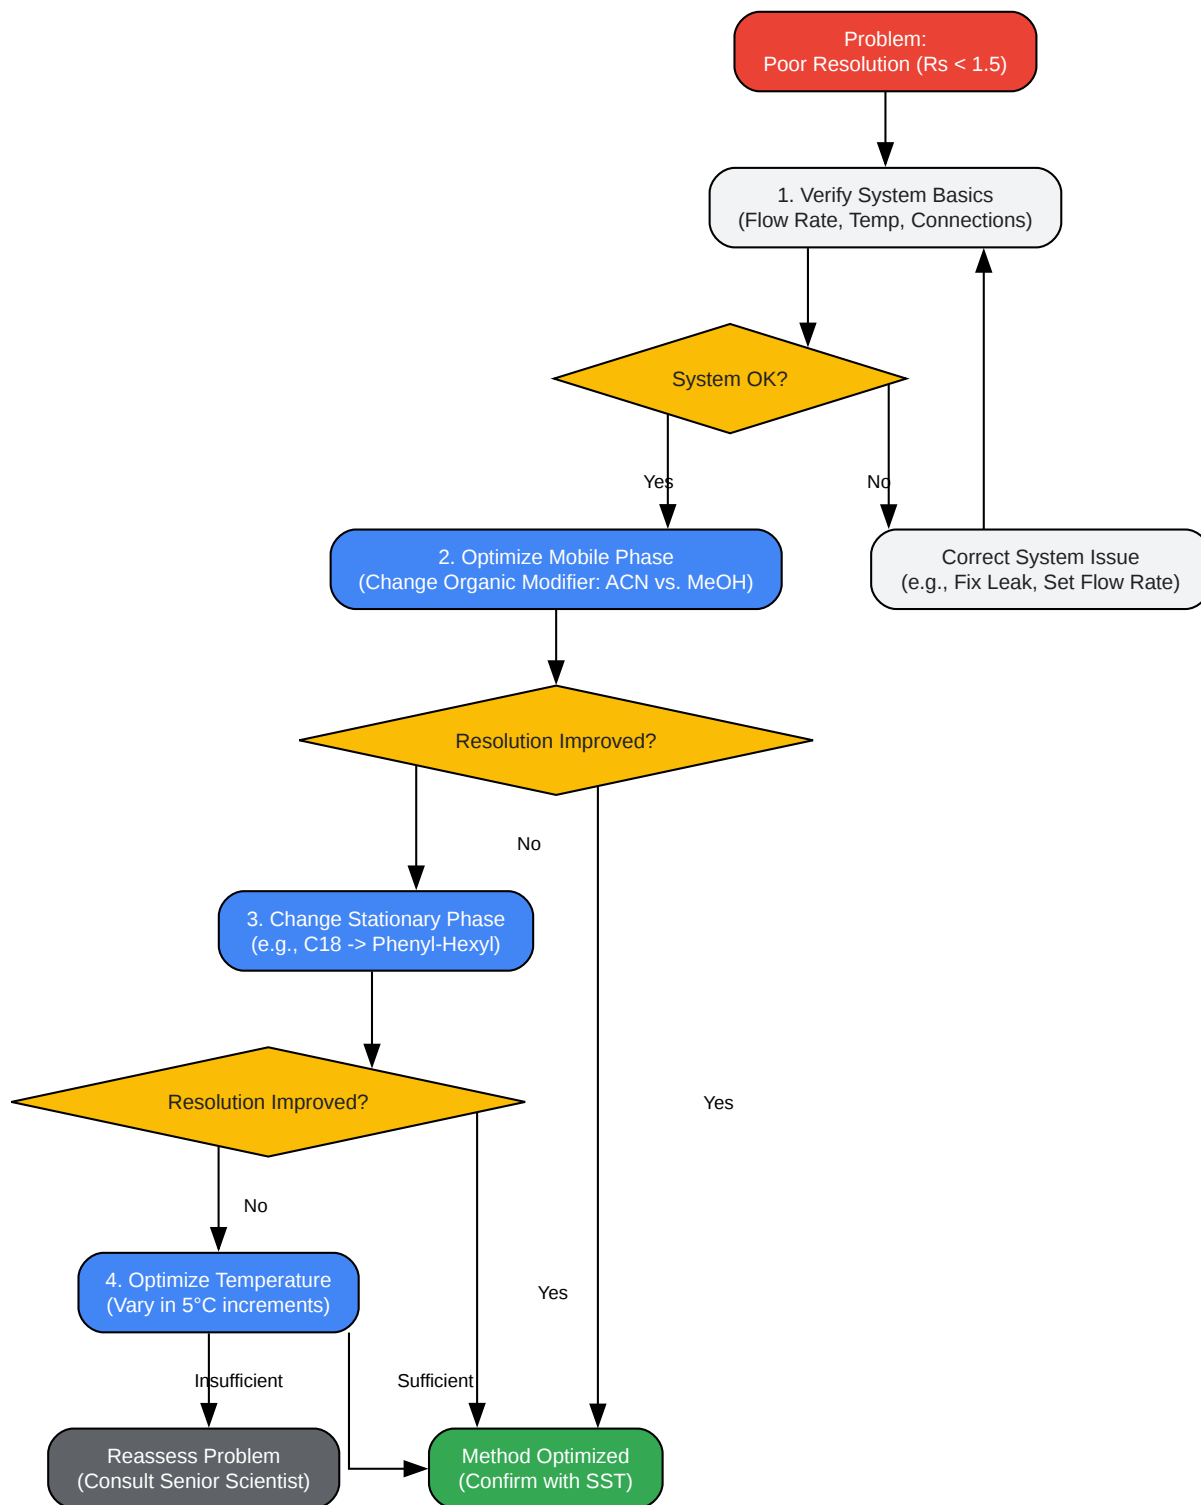 Problem:
Poor Resolution (Rs < 1.5)
1. Verify System Basics
(Flow Rate, Temp, Connections)
System OK?
Yes
No
2. Optimize Mobile Phase
(Change Organic Modifier: ACN vs. MeOH)
Correct System Issue
(e.g., Fix Leak, Set Flow Rate)
Resolution Improved?
No
3. Change Stationary Phase
(e.g., C18 -> Phenyl-Hexyl)
Resolution Improved?
Yes
No
4. Optimize Temperature
(Vary in 5°C increments)
Yes
Insufficient
Sufficient
Reassess Problem
(Consult Senior Scientist)
Method Optimized
(Confirm with SST)